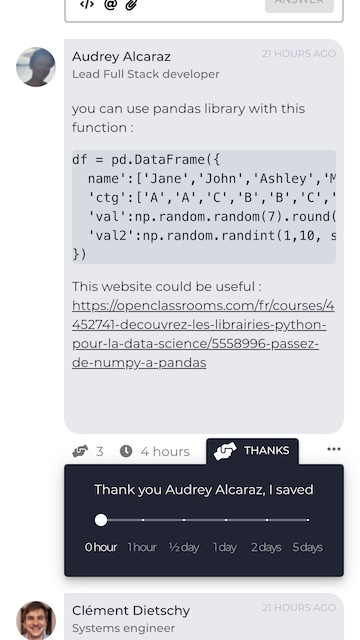 </> @
ANSWER
Audrey Alcaraz 21 HOURS AGO
Lead Full Stack developer
you can use pandas library with this
function :
df = pd.DataFrame({
name':['Jane','John','Ashley','M
'ctg':['A','A','C','B','B','C','
'val':np.random.random(7).round(
'val2':np.random.randint(1,10, s
})
This website could be useful :
https://openclassrooms.com/fr/courses/4
452741-decouvrez-les-librairies-python-
pour-la-data-science/5558996-passez-
de-numpy-a-pandas
3 4 hours THANKS ...
Thank you Audrey Alcaraz, I saved
0 hour 1 hour ½ day 1 day 2 days 5 days
Clément Dietschy 21 HOURS AGO
Systems engineer